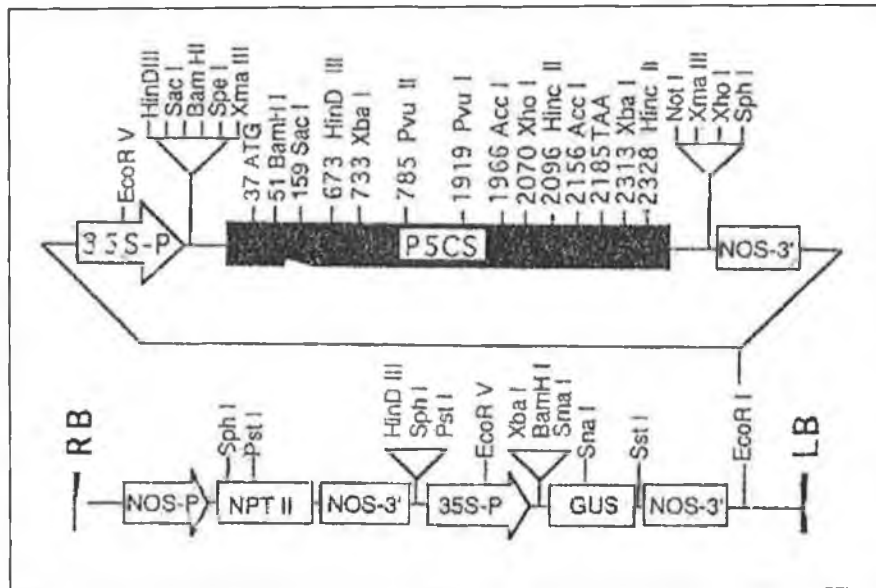 EcoR V
HinDIII
Sac I
Bam HI
Spe I
Xma III
37 ATG
51 BamH I
159 Sac I
673 HinD III
733 Xba I
785 Pvu II
1919 Pvu I
1966 Acc I
2070 Xho I
2096 Hinc II
2156 Acc I
2185 TAA
2313 Xba I
2328 Hinc II
Not I
Xma III
Xho I
Sph I
35S-P
P5CS
NOS-3'
RB
Sph I
Pst I
HinD III
Sph I
Pst I
EcoR V
Xba I
BamH I
Sma I
Sna I
Sst I
EcoR I
LB
NOS-P
NPT II
NOS-3'
35S-P
GUS
NOS-3'